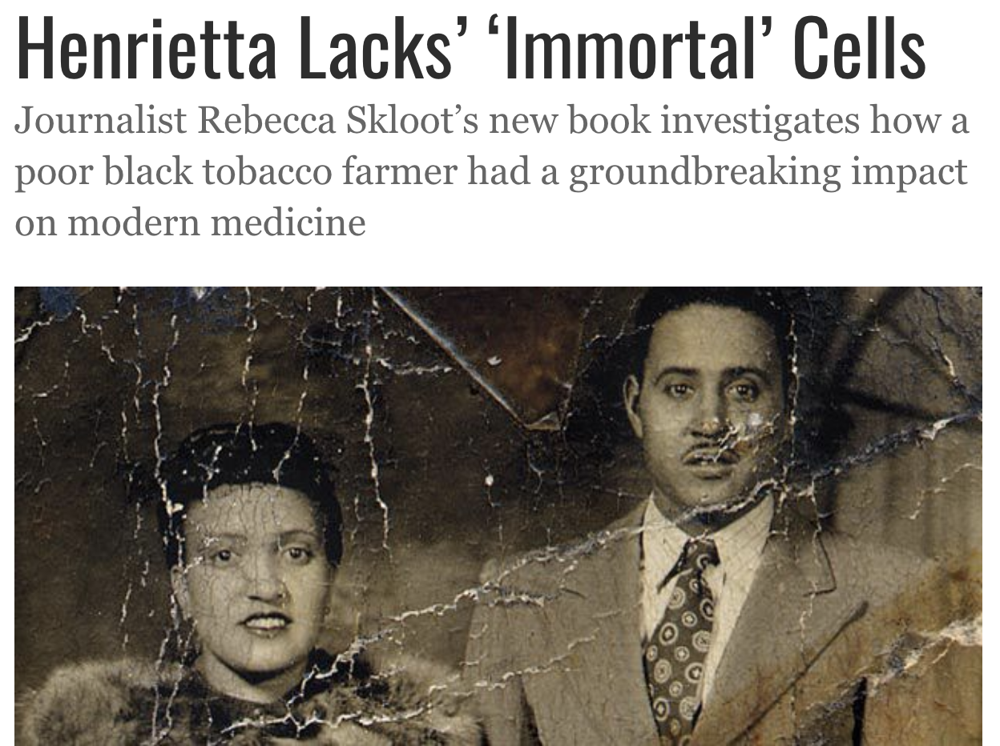 Henrietta Lacks’ ‘Immortal’ Cells
Journalist Rebecca Skloot’s new book investigates how a
poor black tobacco farmer had a groundbreaking impact
on modern medicine